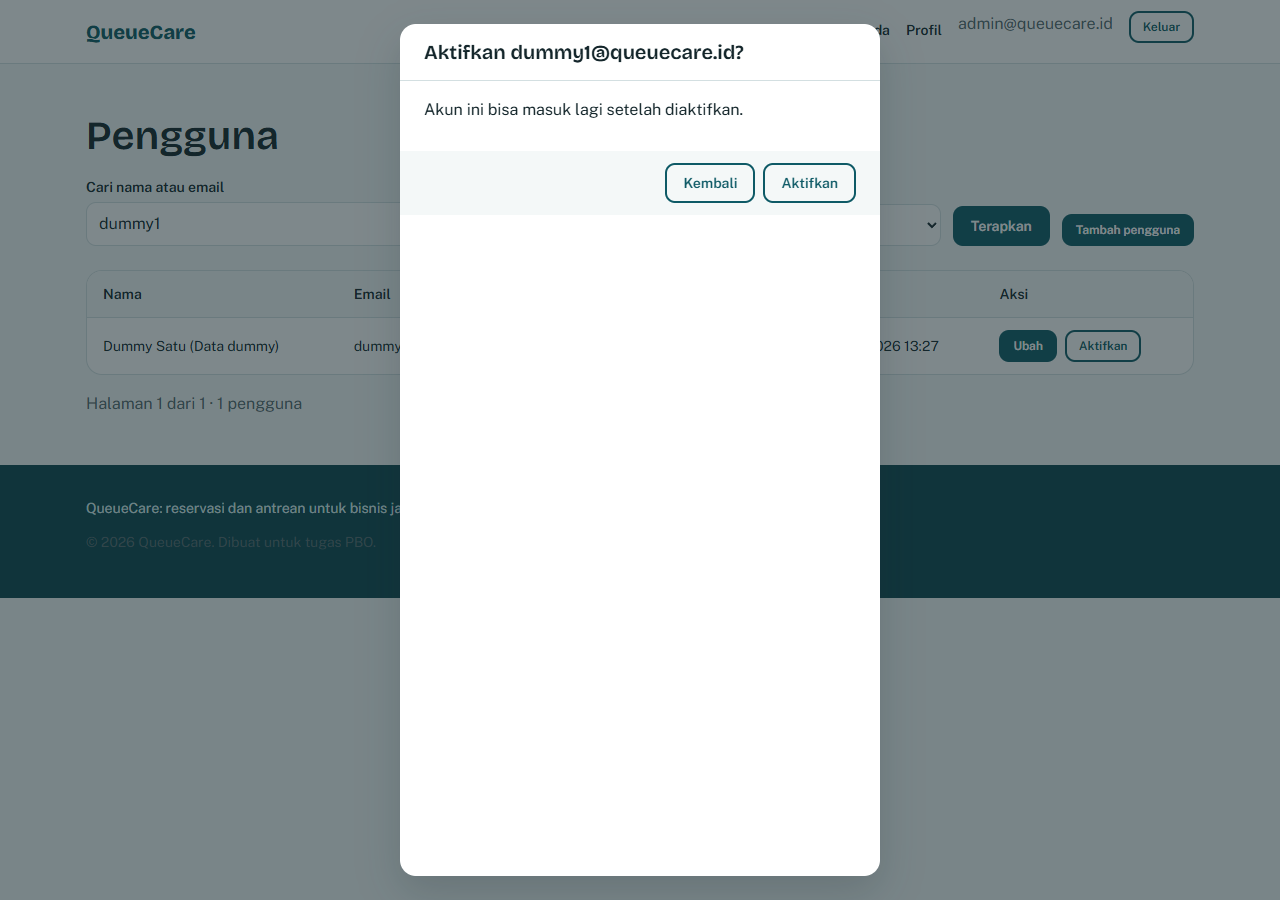 QueueCare
Profil
admin@queuecare.id
Keluar
Aktifkan dummy1@queuecare.id?
Akun ini bisa masuk lagi setelah diaktifkan.
Kembali
Aktifkan
Pengguna
Cari nama atau email
dummy1
Terapkan
Tambah pengguna
Nama
Email
Aksi
Dummy Satu (Data dummy)
dummy
13:27
Ubah
Aktifkan
Halaman 1 dari 1 · 1 pengguna
QueueCare: reservasi dan antrean untuk bisnis
© 2026 QueueCare. Dibuat untuk tugas PBO.